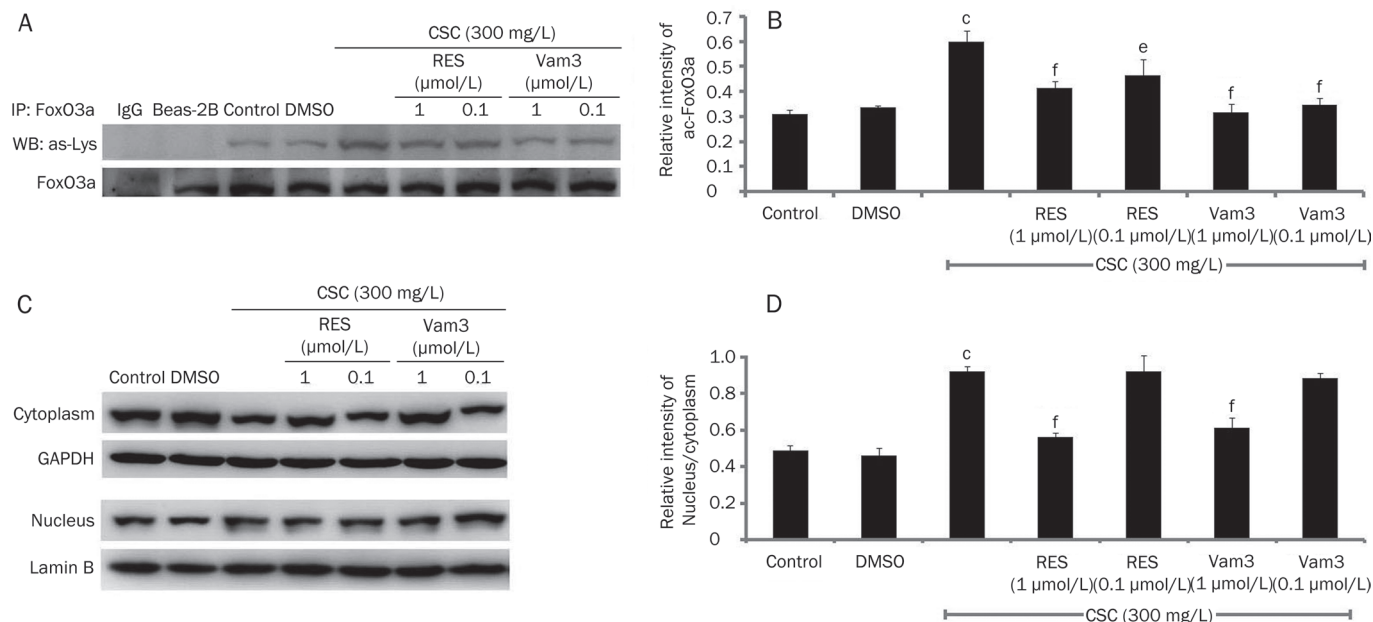 A
CSC (300 mg/L)
RES Vam3
(µmol/L) (µmol/L)
IP: FoxO3a IgG Beas-2B Control DMSO 1 0.1 1 0.1
WB: as-Lys
FoxO3a
B
Relative intensity of
ac-FoxO3a
0.7
0.6
0.5
0.4
0.3
0.2
0.1
0
c
f
e
f
f
Control DMSO RES RES Vam3 Vam3
(1 µmol/L)(0.1 µmol/L)(1 µmol/L)(0.1 µmol/L)
CSC (300 mg/L)
C
CSC (300 mg/L)
RES Vam3
(µmol/L) (µmol/L)
Control DMSO 1 0.1 1 0.1
Cytoplasm
GAPDH
Nucleus
Lamin B
D
Relative intensity of
Nucleus/cytoplasm
1.0
0.8
0.6
0.4
0.2
0
c
f
f
Control DMSO RES RES Vam3 Vam3
(1 µmol/L)(0.1 µmol/L)(1 µmol/L)(0.1 µmol/L)
CSC (300 mg/L)